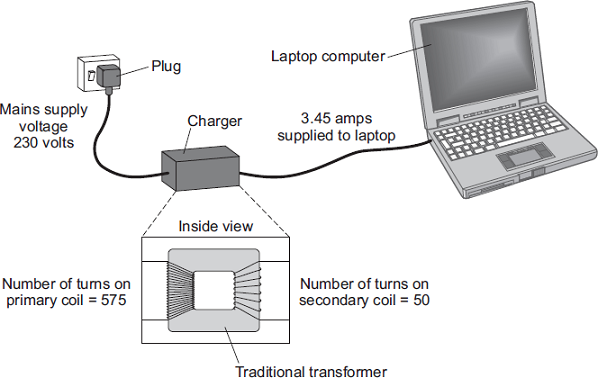 Plug
Laptop computer
Mains supply
voltage
230 volts
Charger
3.45 amps
supplied to laptop
Inside view
Number of turns on
primary coil = 575
Number of turns on
secondary coil = 50
Traditional transformer